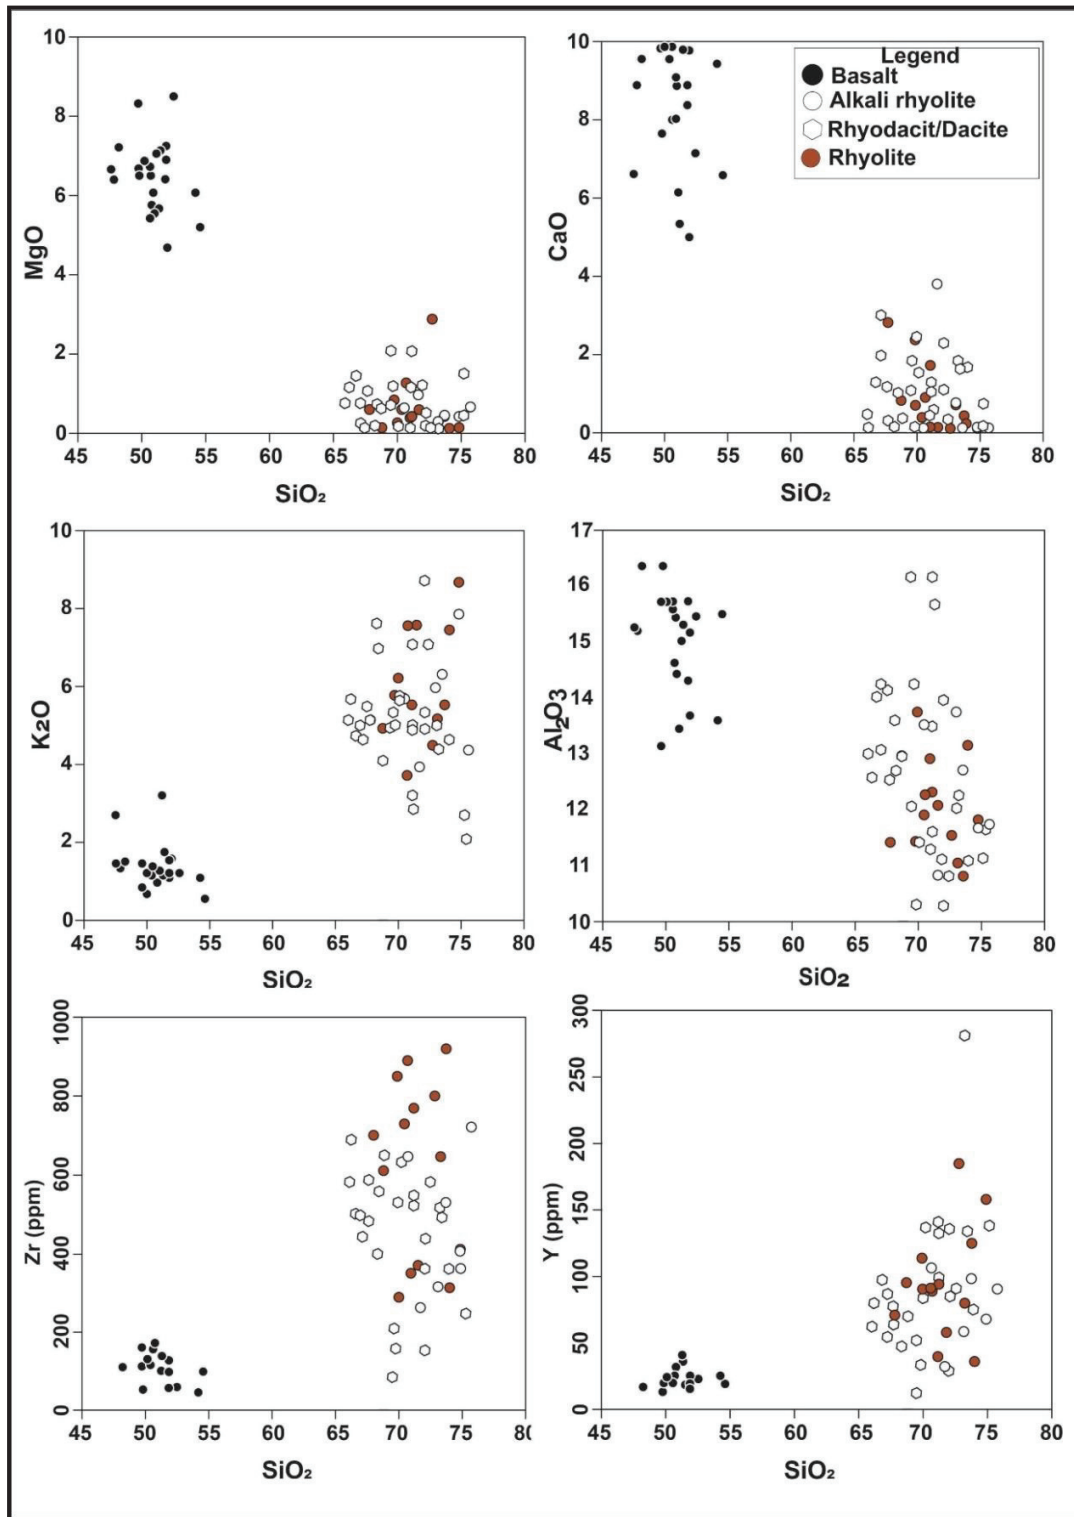 MgO
10
8
6
4
2
0
45 50 55 60 65 70 75 80
SiO₂
CaO
10
8
6
4
2
0
45 50 55 60 65 70 75 80
SiO₂
Legend
Basalt
Alkali rhyolite
Rhyodacit/Dacite
Rhyolite
K₂O
10
8
6
4
2
0
45 50 55 60 65 70 75 80
SiO₂
Al₂O₃
17
16
15
14
13
12
11
10
45 50 55 60 65 70 75 80
SiO₂
Zr (ppm)
1000
800
600
400
200
0
45 50 55 60 65 70 75 80
SiO₂
Y (ppm)
300
250
200
150
100
50
0
45 50 55 60 65 70 75 80
SiO₂